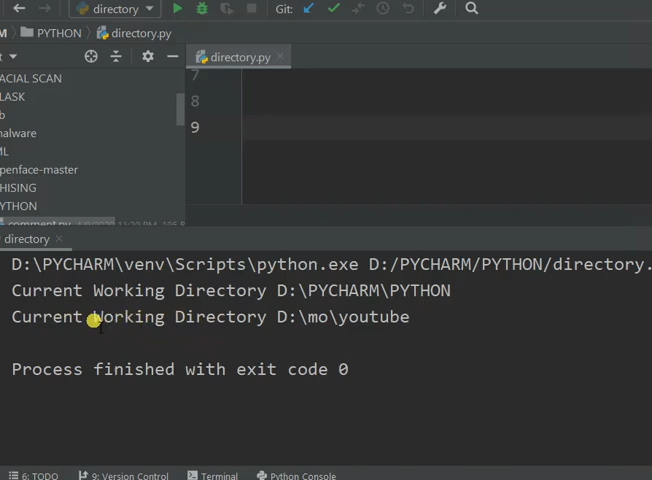 directory Git:
M PYTHON directory.py
t directory.py
ACIAL SCAN
LASK
b
nalware
ML
penface-master
HISING
YTHON
comment.py
7
8
9
directory
D:\PYCHARM\venv\Scripts\python.exe D:/PYCHARM/PYTHON/directory.
Current Working Directory D:\PYCHARM\PYTHON
Current Working Directory D:\mo\youtube
Process finished with exit code 0
6: TODO 9: Version Control Terminal Python Console